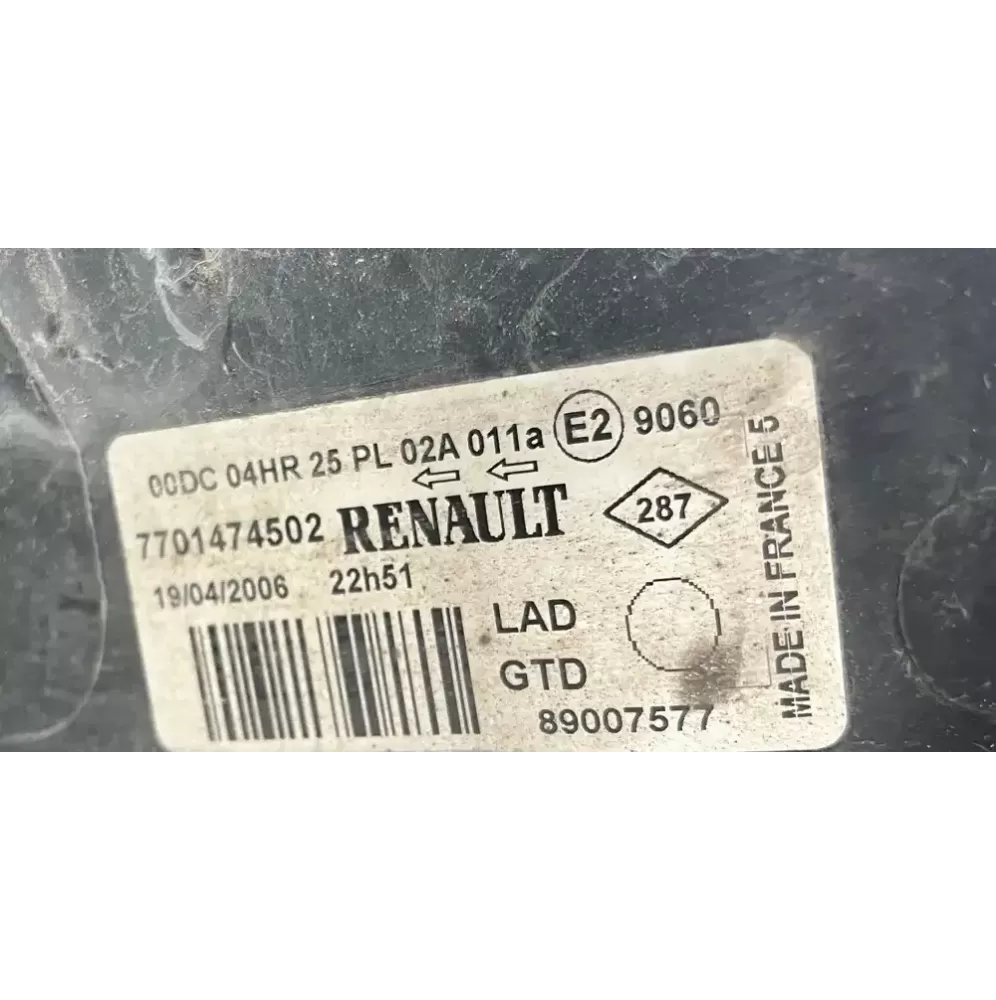 00DC 04HR 25 PL 02A 011a E2 9060
7701474502 RENAULT 287
19/04/2006 22h51
LAD
GTD
89007577
MADE IN FRANCE 5